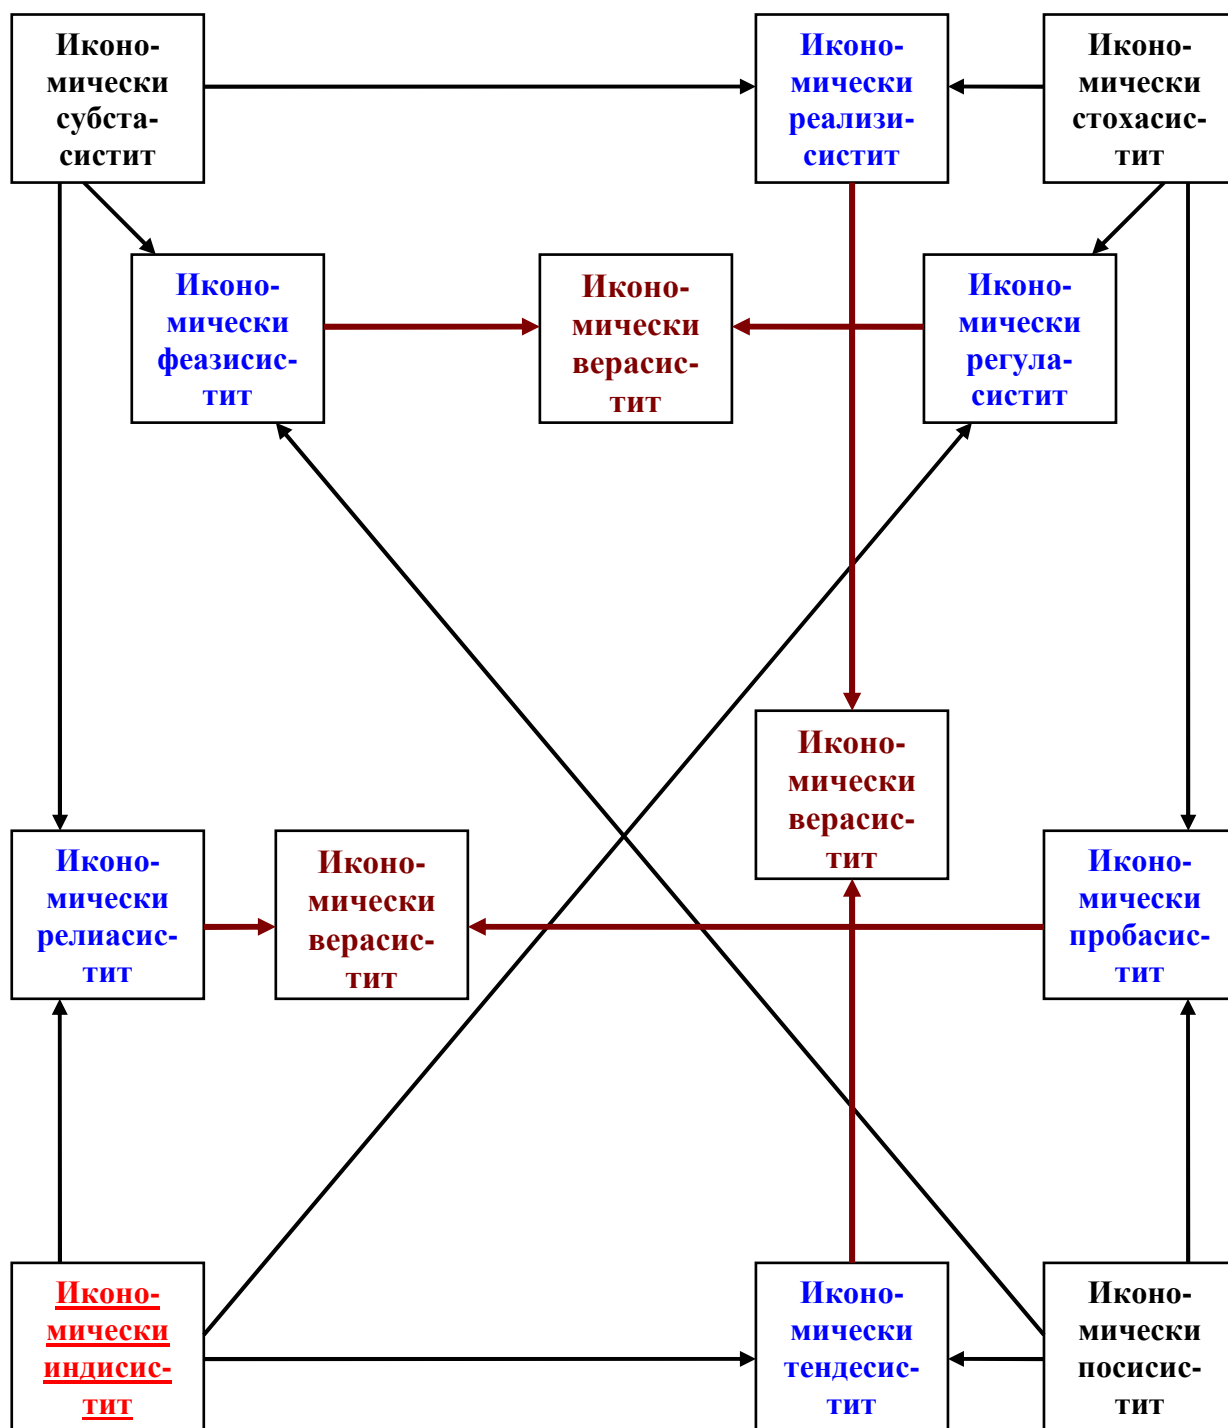 Иконо-
мически
субста-
систит
Иконо-
мически
реализи-
систит
Иконо-
мически
стохасис-
тит
Иконо-
мически
феазисис-
тит
Иконо-
мически
верасис-
тит
Иконо-
мически
регула-
систит
Иконо-
мически
верасис-
тит
Иконо-
мически
релиасис-
тит
Иконо-
мически
верасис-
тит
Иконо-
мически
пробасис-
тит
Иконо-
мически
индисис-
тит
Иконо-
мически
тендесис-
тит
Иконо-
мически
посисис-
тит